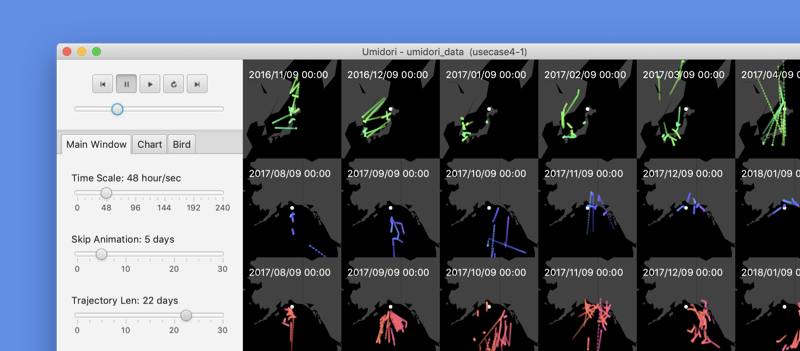 Umidori - umidori_data (usecase4-1)
Main Window Chart Bird
Time Scale: 48 hour/sec
0 48 96 144 192 240
Skip Animation: 5 days
0 10 20 30
Trajectory Len: 22 days
0 10 20 30
2016/11/09 00:00 2016/12/09 00:00 2017/01/09 00:00 2017/02/09 00:00 2017/03/09 00:00 2017/04/09 00
2017/08/09 00:00 2017/09/09 00:00 2017/10/09 00:00 2017/11/09 00:00 2017/12/09 00:00 2018/01/09 00
2017/08/09 00:00 2017/09/09 00:00 2017/10/09 00:00 2017/11/09 00:00 2017/12/09 00:00 2018/01/09 00